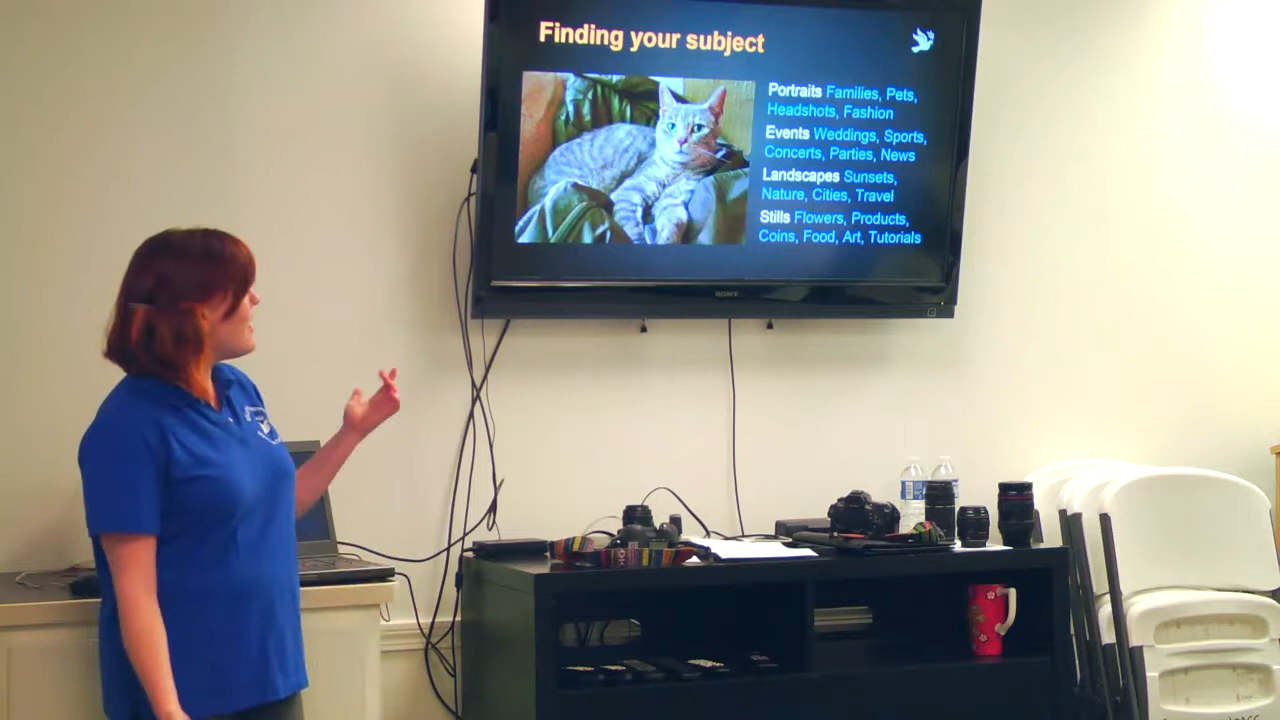 Finding your subject
Portraits Families, Pets,
Headshots, Fashion
Events Weddings, Sports,
Concerts, Parties, News
Landscapes Sunsets,
Nature, Cities, Travel
Stills Flowers, Products,
Coins, Food, Art, Tutorials
SONY